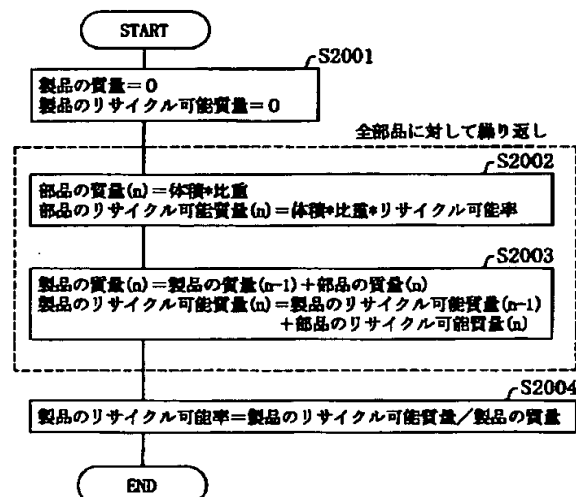 START
S2001
製品の質量=0
製品のリサイクル可能質量=0
全部品に対して繰り返し
S2002
部品の質量(n)=体積*比重
部品のリサイクル可能質量(n)=体積*比重*リサイクル可能率
S2003
製品の質量(n)=製品の質量(n-1)+部品の質量(n)
製品のリサイクル可能質量(n)=製品のリサイクル可能質量(n-1)
+部品のリサイクル可能質量(n)
S2004
製品のリサイクル可能率=製品のリサイクル可能質量/製品の質量
END